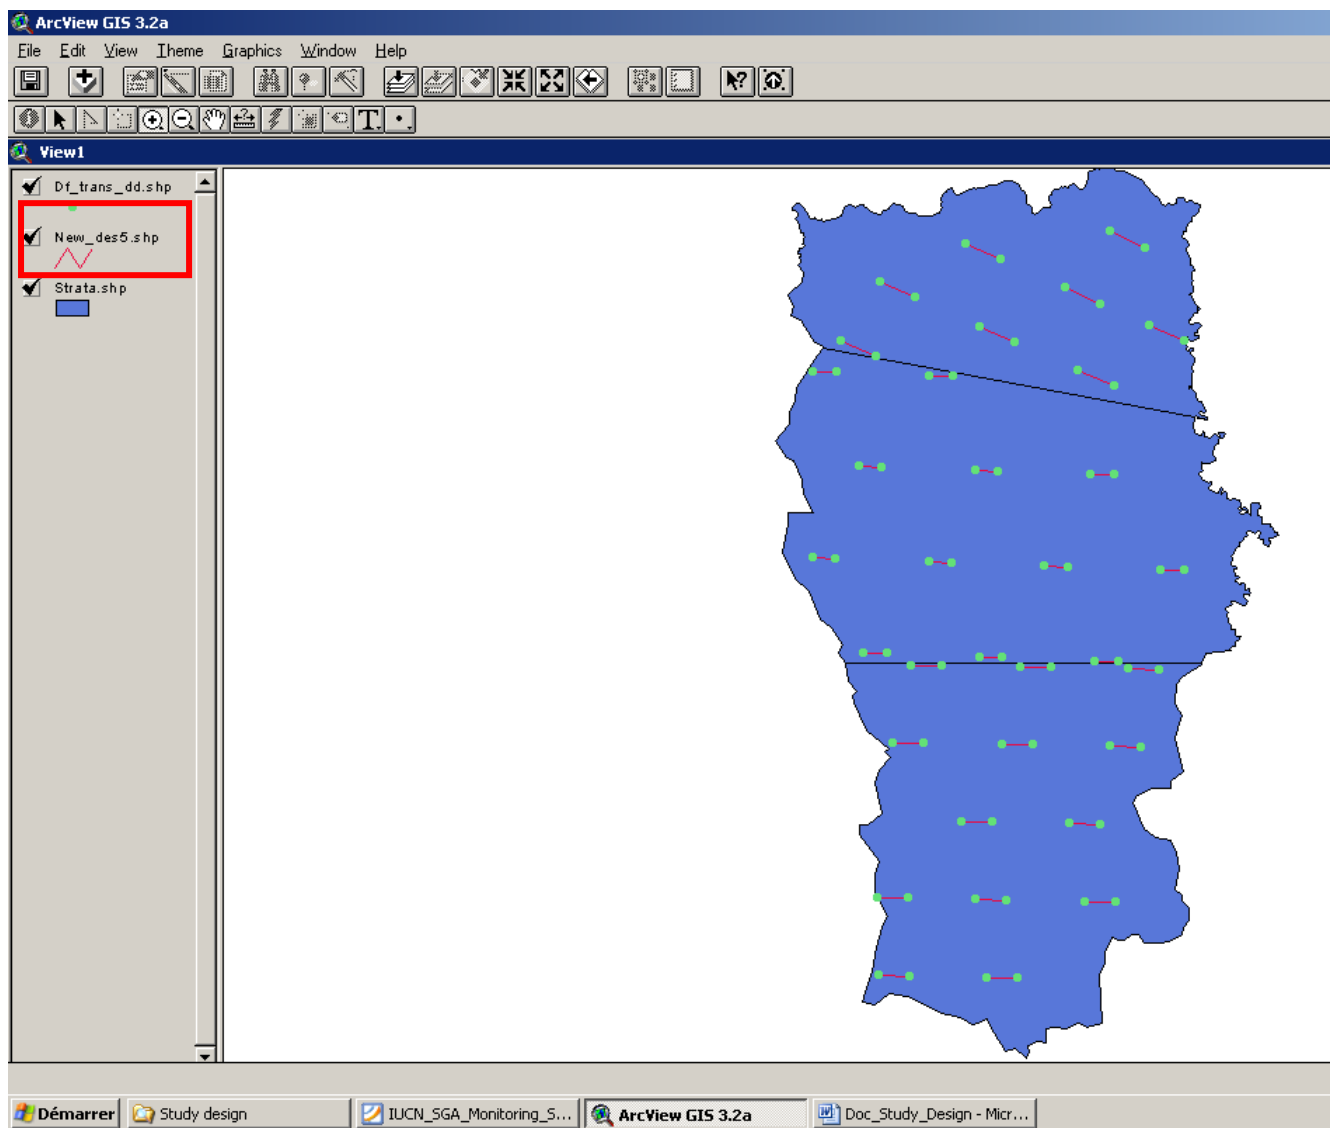 ArcView GIS 3.2a
File Edit View Theme Graphics Window Help
T
View1
Df_trans_dd.shp
New_des5.shp
Strata.shp
Démarrer Study design IUCN_SGA_Monitoring_S... ArcView GIS 3.2a Doc_Study_Design - Micr...